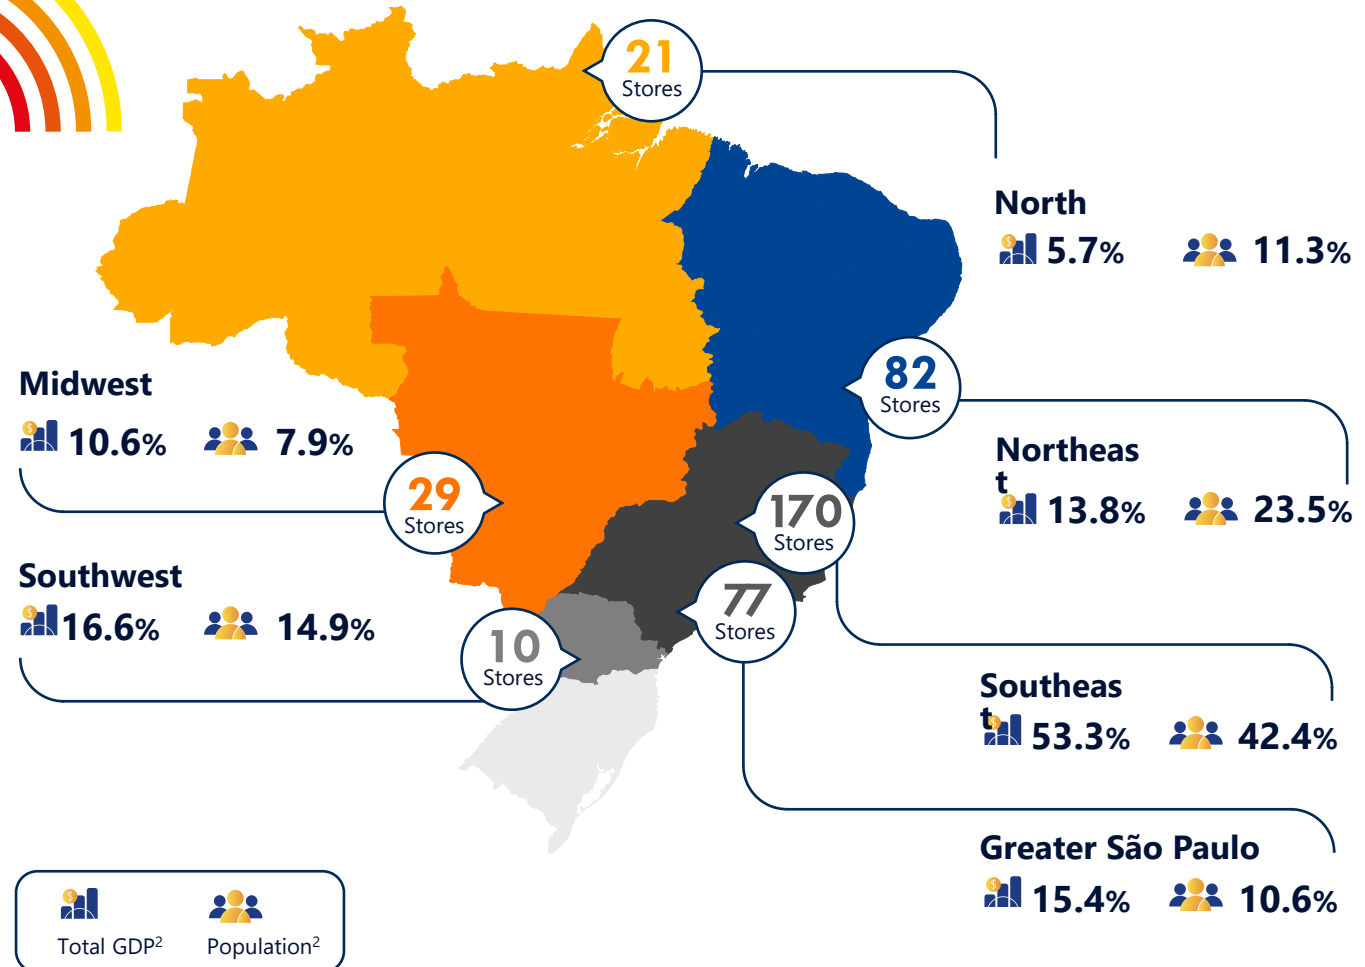 21
Stores
North
5.7%
11.3%
82
Stores
Northeas
t
13.8%
23.5%
Midwest
10.6%
7.9%
29
Stores
170
Stores
Southwest
16.6%
14.9%
10
Stores
77
Stores
Southeas
t
53.3%
42.4%
Greater São Paulo
15.4%
10.6%
Total GDP²
Population²